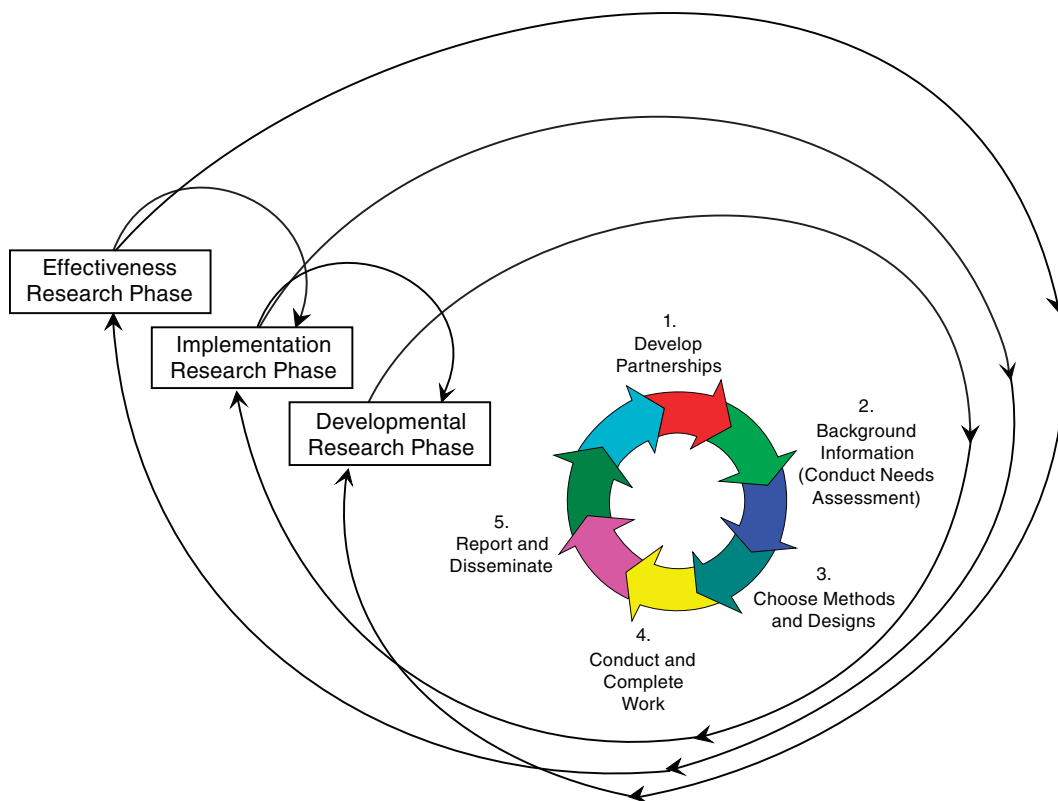 Effectiveness
Research Phase
Implementation
Research Phase
Developmental
Research Phase
1.
Develop
Partnerships
2.
Background
Information
(Conduct Needs
Assessment)
3.
Choose Methods
and Designs
4.
Conduct and
Complete
Work
5.
Report and
Disseminate